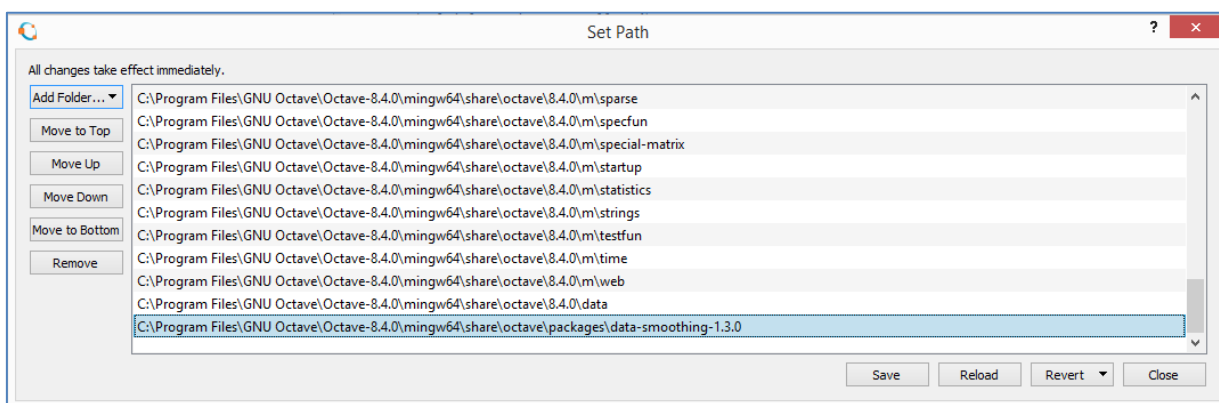 Set Path
?
All changes take effect immediately.
Add Folder...
Move to Top
Move Up
Move Down
Move to Bottom
Remove
C:\Program Files\GNU Octave\Octave-8.4.0\mingw64\share\octave\8.4.0\m\sparse
C:\Program Files\GNU Octave\Octave-8.4.0\mingw64\share\octave\8.4.0\m\specfun
C:\Program Files\GNU Octave\Octave-8.4.0\mingw64\share\octave\8.4.0\m\special-matrix
C:\Program Files\GNU Octave\Octave-8.4.0\mingw64\share\octave\8.4.0\m\startup
C:\Program Files\GNU Octave\Octave-8.4.0\mingw64\share\octave\8.4.0\m\statistics
C:\Program Files\GNU Octave\Octave-8.4.0\mingw64\share\octave\8.4.0\m\strings
C:\Program Files\GNU Octave\Octave-8.4.0\mingw64\share\octave\8.4.0\m\testfun
C:\Program Files\GNU Octave\Octave-8.4.0\mingw64\share\octave\8.4.0\m\time
C:\Program Files\GNU Octave\Octave-8.4.0\mingw64\share\octave\8.4.0\m\web
C:\Program Files\GNU Octave\Octave-8.4.0\mingw64\share\octave\8.4.0\data
C:\Program Files\GNU Octave\Octave-8.4.0\mingw64\share\octave\packages\data-smoothing-1.3.0
Save Reload Revert Close